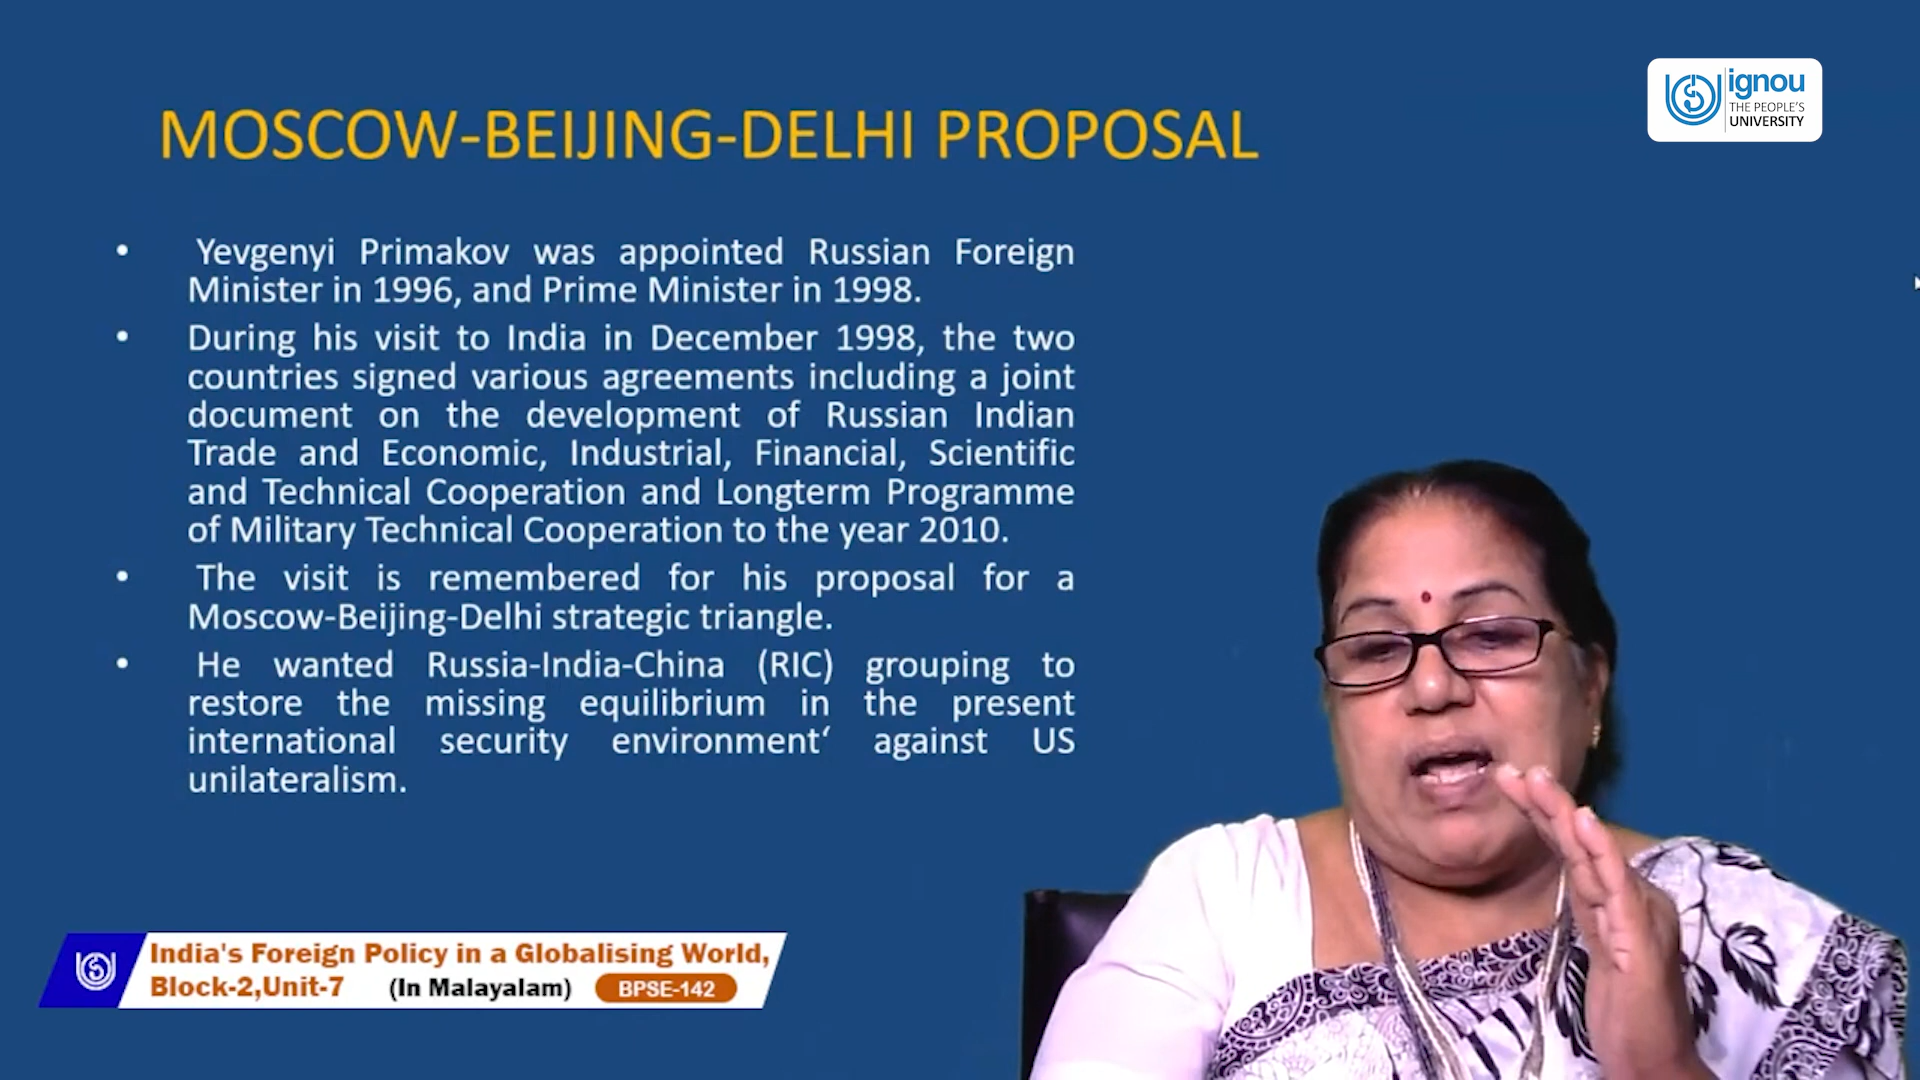 ignou
THE PEOPLE'S
UNIVERSITY
MOSCOW-BEIJING-DELHI PROPOSAL
• Yevgenyi Primakov was appointed Russian Foreign
Minister in 1996, and Prime Minister in 1998.
• During his visit to India in December 1998, the two
countries signed various agreements including a joint
document on the development of Russian Indian
Trade and Economic, Industrial, Financial, Scientific
and Technical Cooperation and Longterm Programme
of Military Technical Cooperation to the year 2010.
• The visit is remembered for his proposal for a
Moscow-Beijing-Delhi strategic triangle.
• He wanted Russia-India-China (RIC) grouping to
restore the missing equilibrium in the present
international security environment‘ against US
unilateralism.
India's Foreign Policy in a Globalising World,
Block-2,Unit-7 (In Malayalam) BPSE-142